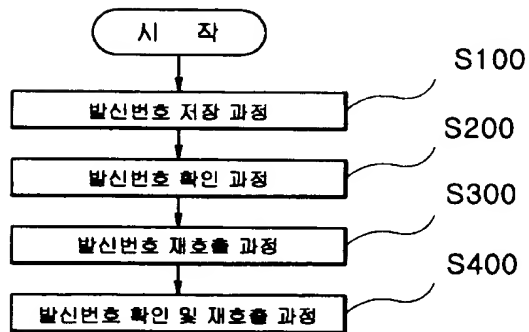 시 작
S100
발신번호 저장 과정
S200
발신번호 확인 과정
S300
발신번호 재호출 과정
S400
발신번호 확인 및 재호출 과정